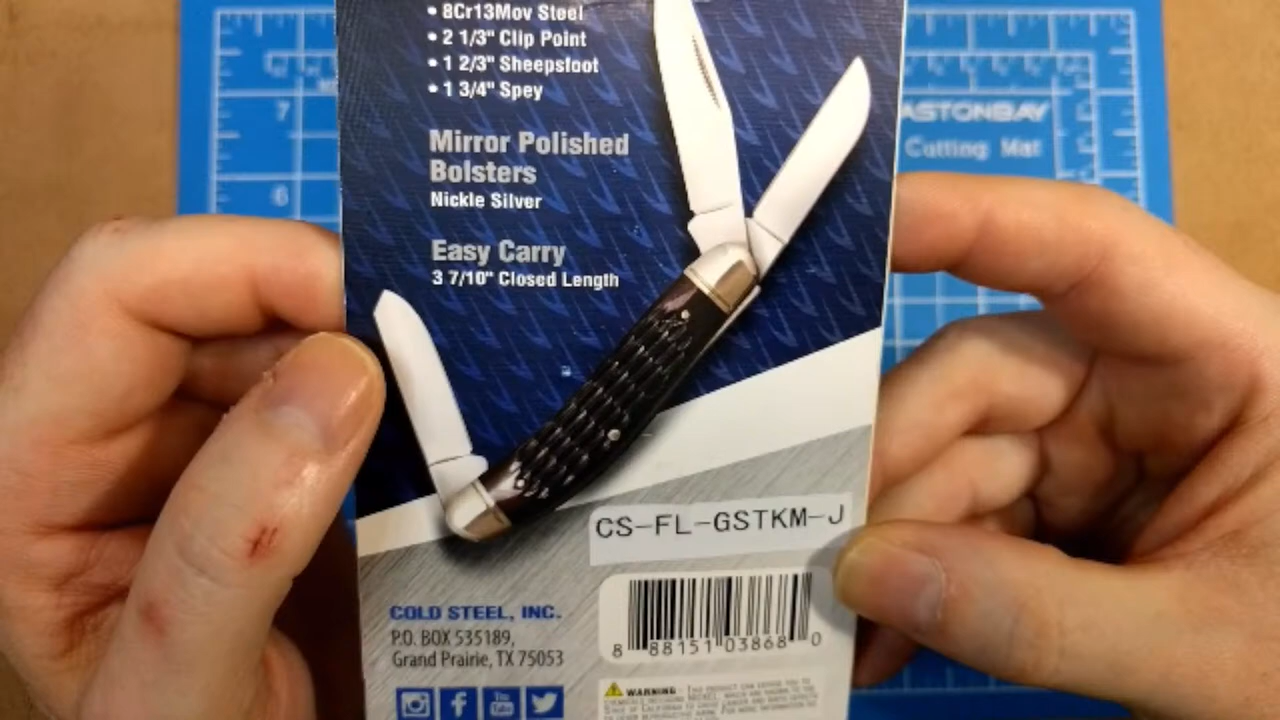 • 8Cr13Mov Steel
• 2 1/3" Clip Point
• 1 2/3" Sheepsfoot
• 1 3/4" Spey
Mirror Polished
Bolsters
Nickle Silver
Easy Carry
3 7/10" Closed Length
ASTONBAY
Cutting Mat
7
6
CS-FL-GSTKM-J
8 88151 03868 0
COLD STEEL, INC.
P.O. BOX 535189,
Grand Prairie, TX 75053
You
Tube
WARNING